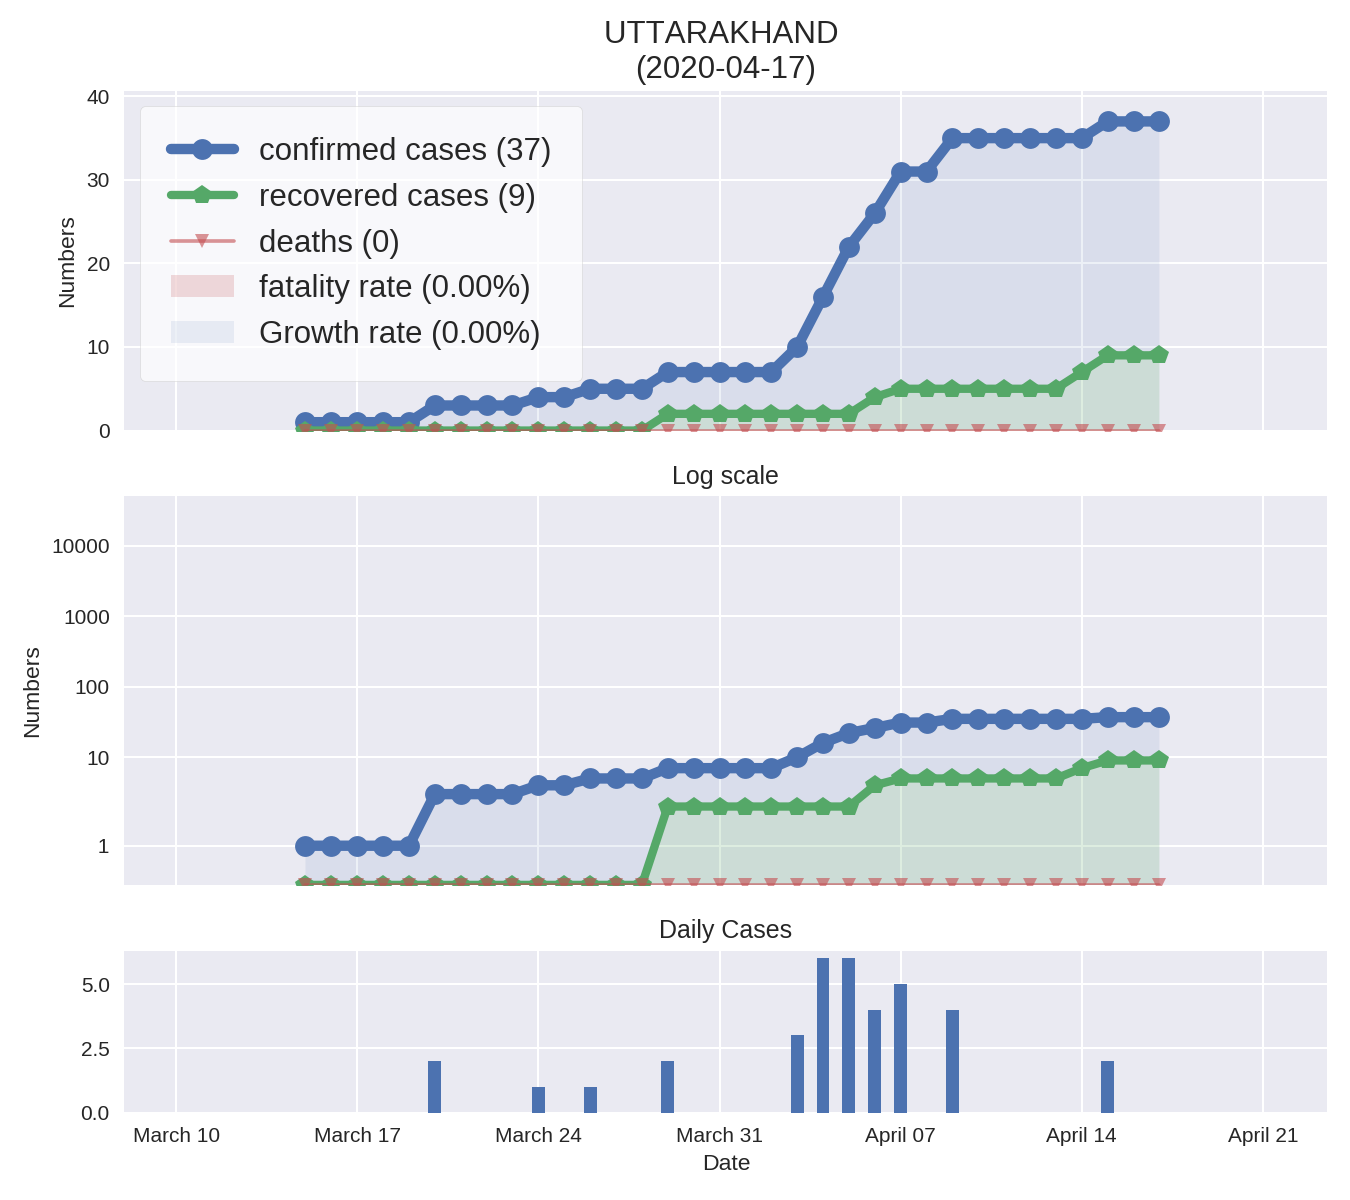 UTTARAKHAND
(2020-04-17)
40
30
20
10
0
Numbers
confirmed cases (37)
recovered cases (9)
deaths (0)
fatality rate (0.00%)
Growth rate (0.00%)
Log scale
10000
1000
100
10
1
Numbers
Daily Cases
5.0
2.5
0.0
March 10 March 17 March 24 March 31 April 07 April 14 April 21
Date